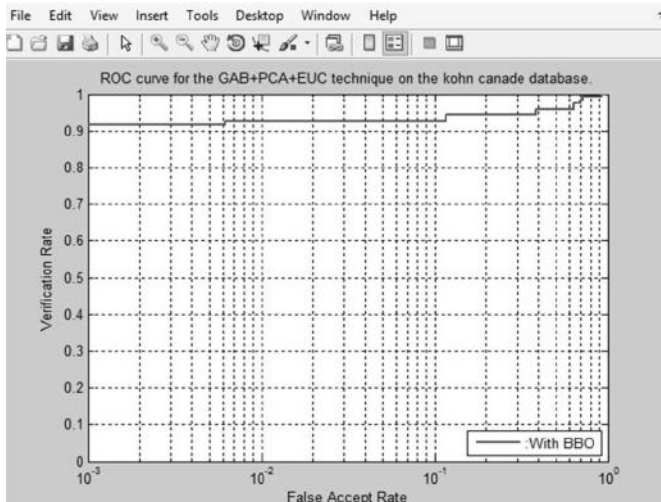 File Edit View Insert Tools Desktop Window Help
ROC curve for the GAB+PCA+EUC technique on the kohn canade database.
1
0.9
0.8
0.7
0.6
0.5
0.4
0.3
0.2
0.1
0
Verification Rate
:With BBO
10^-3 10^-2 10^-1 10^0
False Accept Rate